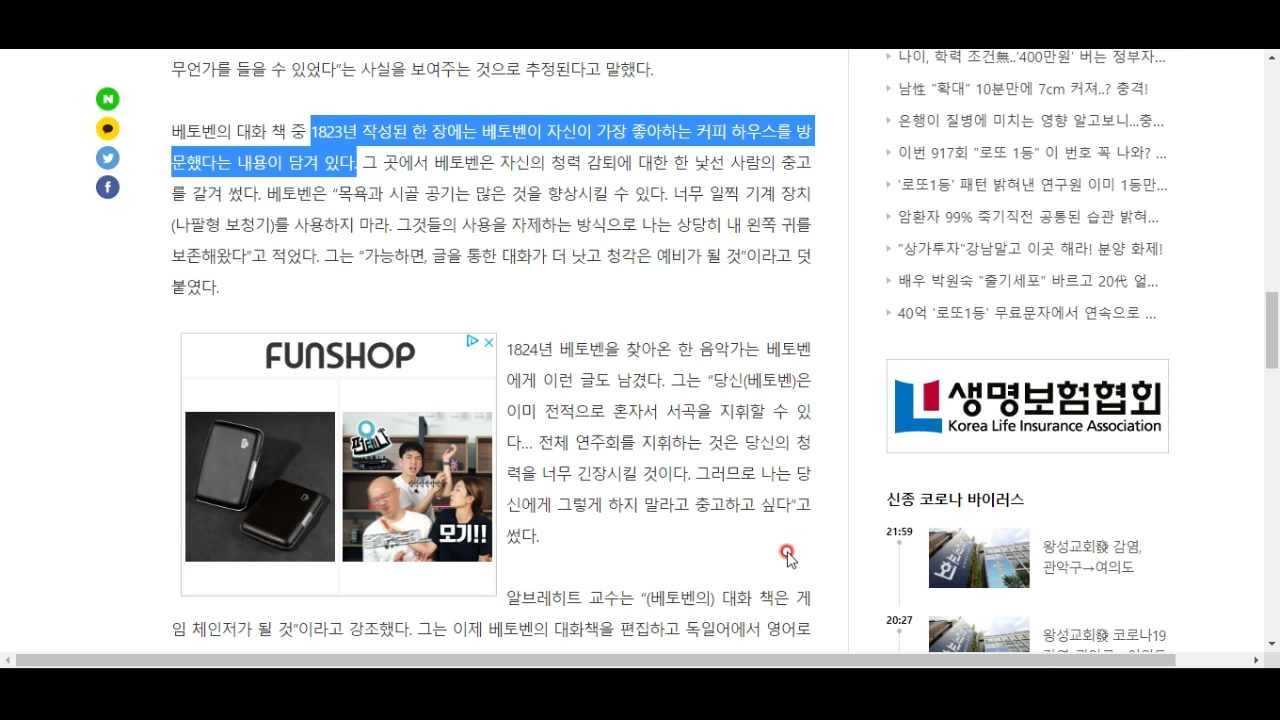 무언가를 들을 수 있었다”는 사실을 보여주는 것으로 추정된다고 말했다.
베토벤의 대화 책 중 1823년 작성된 한 장에는 베토벤이 자신이 가장 좋아하는 커피 하우스를 방
문했다는 내용이 담겨 있다. 그 곳에서 베토벤은 자신의 청력 감퇴에 대한 한 낯선 사람의 충고
를 갈겨 썼다. 베토벤은 “목욕과 시골 공기는 많은 것을 향상시킬 수 있다. 너무 일찍 기계 장치
(나팔형 보청기)를 사용하지 마라. 그것들의 사용을 자제하는 방식으로 나는 상당히 내 왼쪽 귀를
보존해왔다”고 적었다. 그는 “가능하면, 글을 통한 대화가 더 낫고 청각은 예비가 될 것”이라고 덧
붙였다.
FUNSHOP
모기!!
1824년 베토벤을 찾아온 한 음악가는 베토벤
에게 이런 글도 남겼다. 그는 “당신(베토벤)은
이미 전적으로 혼자서 서곡을 지휘할 수 있
다... 전체 연주회를 지휘하는 것은 당신의 청
력을 너무 긴장시킬 것이다. 그러므로 나는 당
신에게 그렇게 하지 말라고 충고하고 싶다”고
썼다.
알브레히트 교수는 “(베토벤의) 대화 책은 게
임 체인저가 될 것”이라고 강조했다. 그는 이제 베토벤의 대화책을 편집하고 독일어에서 영어로
나이, 학력 조건無..'400만원' 버는 정부자...
남性 "확대" 10분만에 7cm 커져..? 충격!
은행이 질병에 미치는 영향 알고보니...충...
이번 917회 "로또 1등" 이 번호 꼭 나와? ...
'로또1등' 패턴 밝혀낸 연구원 이미 1등만...
암환자 99% 죽기직전 공통된 습관 밝혀...
"상가투자"강남말고 이곳 해라! 분양 화제!
배우 박원숙 "줄기세포" 바르고 20代 얼...
40억 '로또1등' 무료문자에서 연속으로 ...
생명보험협회
Korea Life Insurance Association
신종 코로나 바이러스
21:59
왕성교회發 감염,
관악구→여의도
20:27
왕성교회發 코로나19